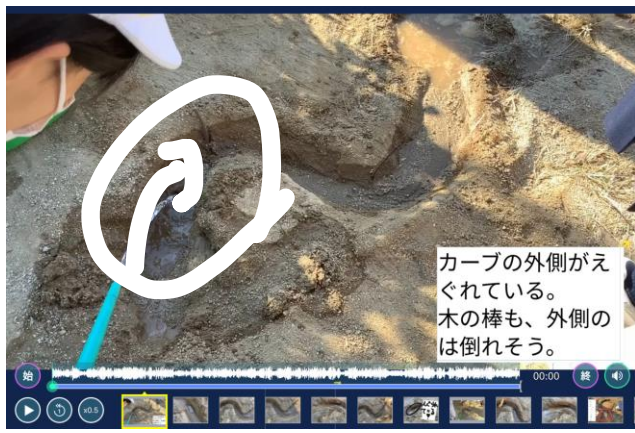 カーブの外側がえ
ぐれている。
木の棒も、外側の
は倒れそう。
始
00:00
終
x0.5